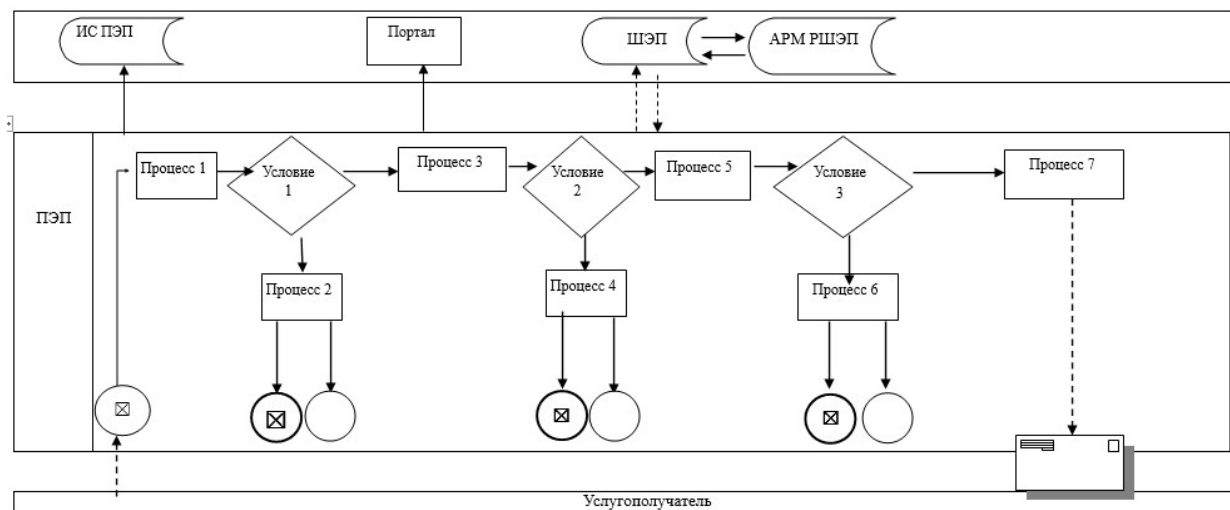 ИС ПЭП
Портал
ШЭП
АРМ РШЭП
ПЭП
Процесс 1
Условие
1
Процесс 3
Условие
2
Процесс 5
Условие
3
Процесс 7
Процесс 2
Процесс 4
Процесс 6
Услугополучатель